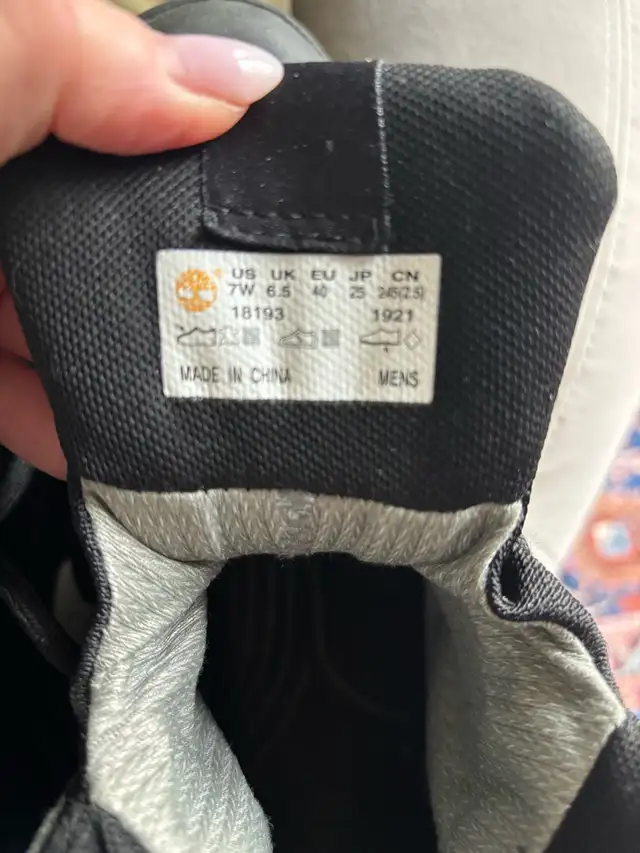 US UK EU JP CN
7W 6.5 40 25 245(2.5)
18193 1921
MADE IN CHINA MENS